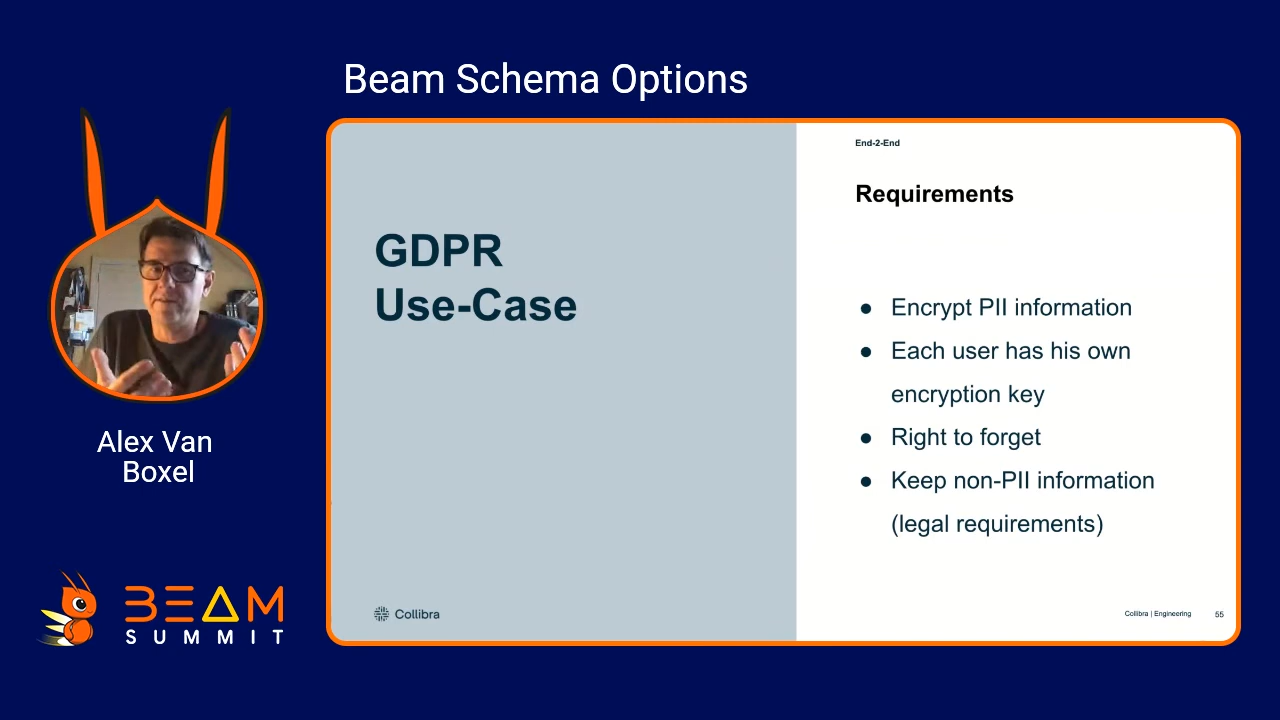 Beam Schema Options
End-2-End
Requirements
GDPR
Use-Case
● Encrypt PII information
● Each user has his own
encryption key
● Right to forget
● Keep non-PII information
(legal requirements)
Collibra
Collibra | Engineering
55
Alex Van
Boxel
BEAM
SUMMIT